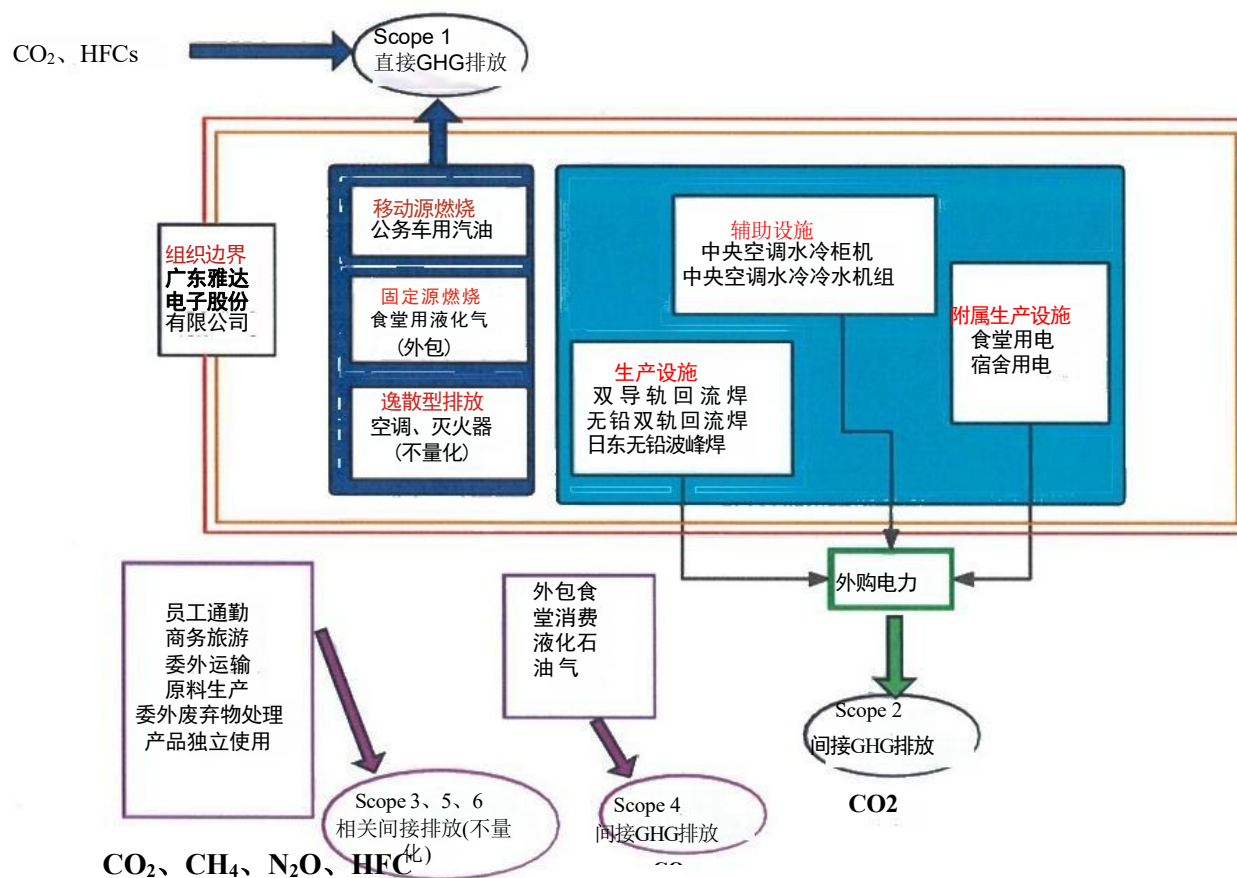 CO₂、HFCs
Scope 1
直接GHG排放
组织边界
广东雅达
电子股份
有限公司
移动源燃烧
公务车用汽油
固定源燃烧
食堂用液化气
(外包)
逸散型排放
空调、灭火器
(不量化)
辅助设施
中央空调水冷柜机
中央空调水冷冷水机组
附属生产设施
食堂用电
宿舍用电
生产设施
双导轨回流焊
无铅双轨回流焊
日东无铅波峰焊
外购电力
员工通勤
商务旅游
委外运输
原料生产
委外废弃物处理
产品独立使用
外包食
堂消费
液化石
油气
Scope 2
间接GHG排放
CO2
Scope 3、5、6
相关间接排放(不量
化)
Scope 4
间接GHG排放
CO₂、CH₄、N₂O、HFC